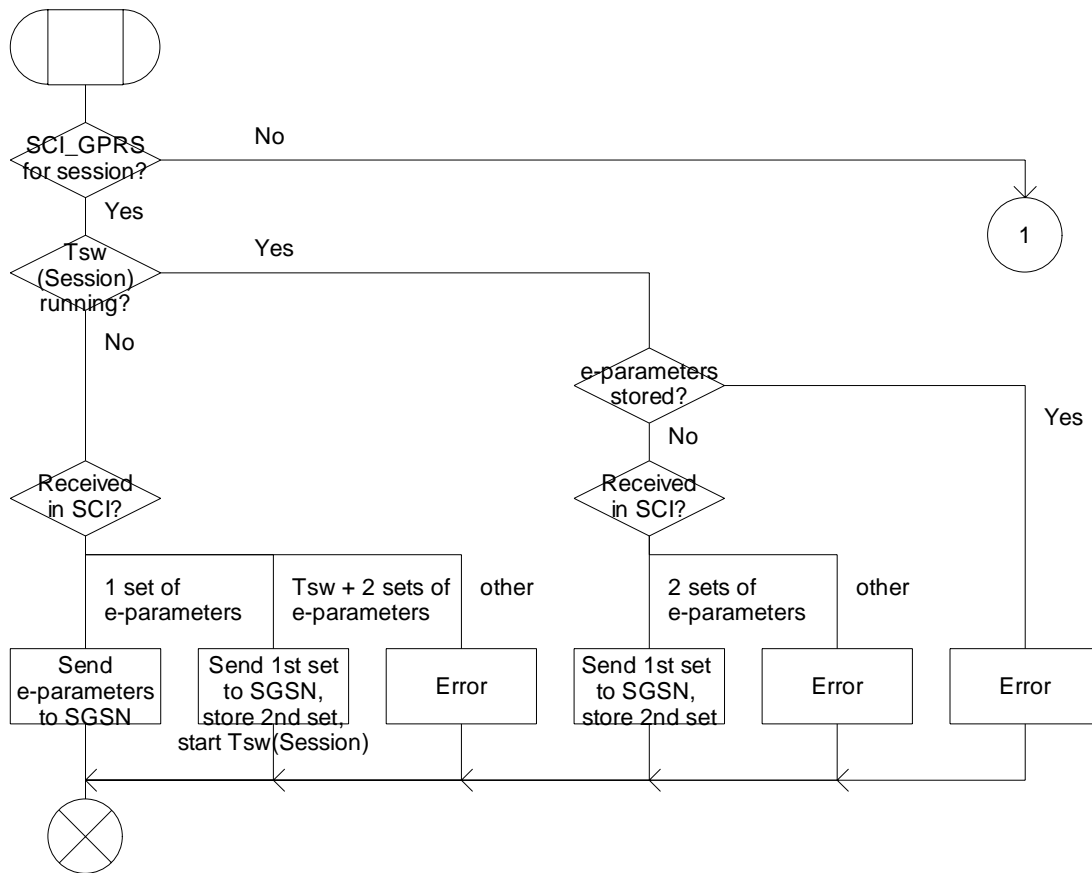 SCI_GPRS
for session?
No
Yes
1
Tsw
(Session)
running?
Yes
No
e-parameters
stored?
Yes
No
Received
in SCI?
Received
in SCI?
1 set of
e-parameters
Tsw + 2 sets of
e-parameters
other
2 sets of
e-parameters
other
Send
e-parameters
to SGSN
Send 1st set
to SGSN,
store 2nd set,
start Tsw(Session)
Error
Send 1st set
to SGSN,
store 2nd set
Error
Error